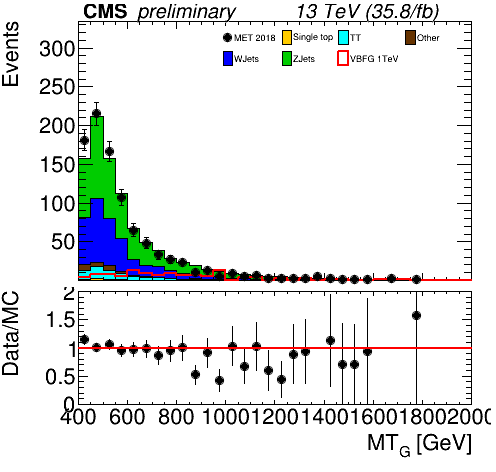 CMS preliminary 13 TeV (35.8/fb)
Events
MET 2018 Single top TT Other
WJets ZJets VBFG 1TeV
300
250
200
150
100
50
Data/MC
2
1.5
1
0.5
0
400 600 800 1000 1200 1400 1600 1800 2000
MT_G [GeV]